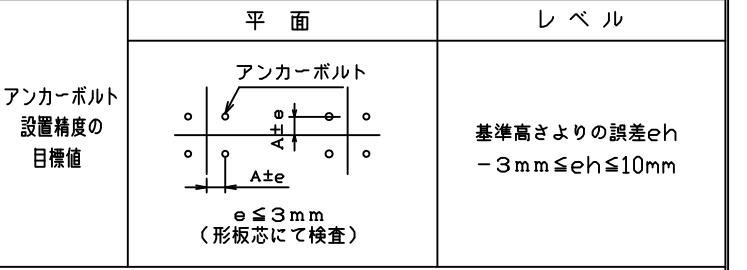 平 面
レ ベ ル
アンカーボルト
設置精度の
目標値
アンカーボルト
A±e
A±e
e≦3mm
(形板芯にて検査)
基準高さよりの誤差eh
-3mm≦eh≦10mm